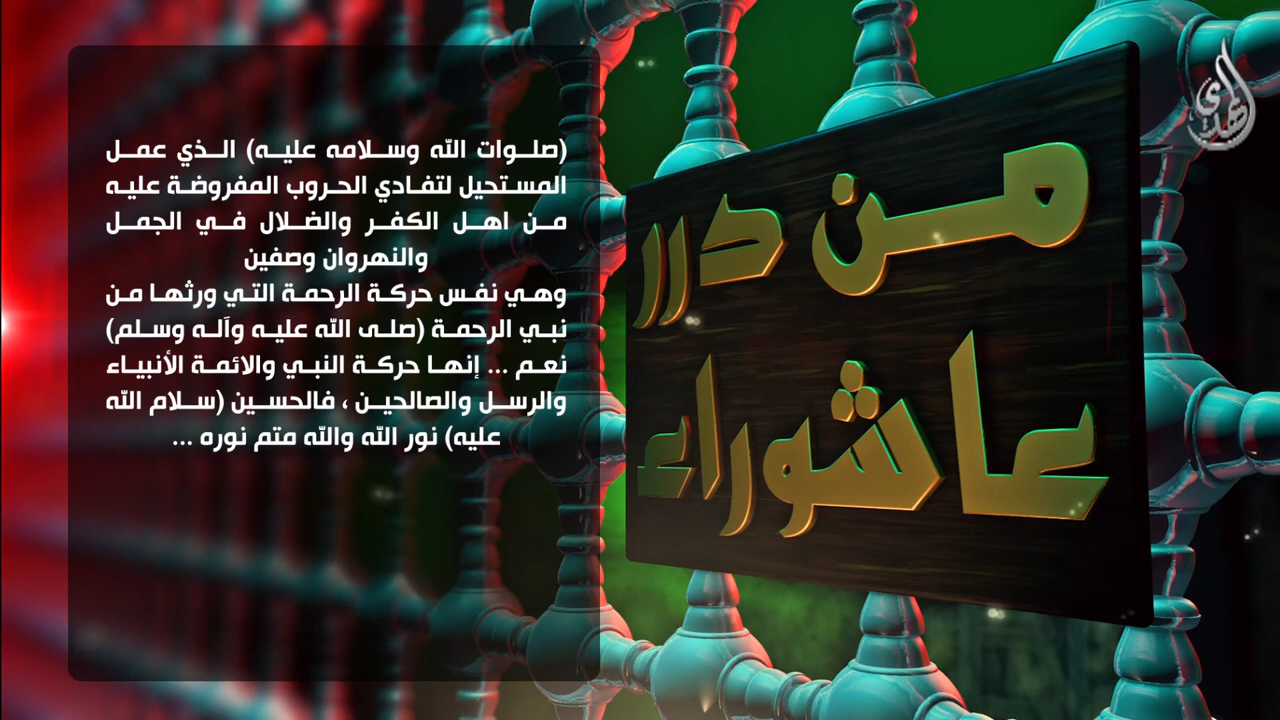 من درر
عاشوراء
(صلوات الله وسلامه عليه) الذي عمل
المستحيل لتفادي الحروب المفروضة عليه
من اهل الكفر والضلال في الجمل
والنهروان وصفين
وهي نفس حركة الرحمة التي ورثها من
نبي الرحمة (صلى الله عليه وآله وسلم)
نعم ... إنها حركة النبي والائمة الأنبياء
والرسل والصالحين ، فالحسين (سلام الله
عليه) نور الله والله متم نوره ...